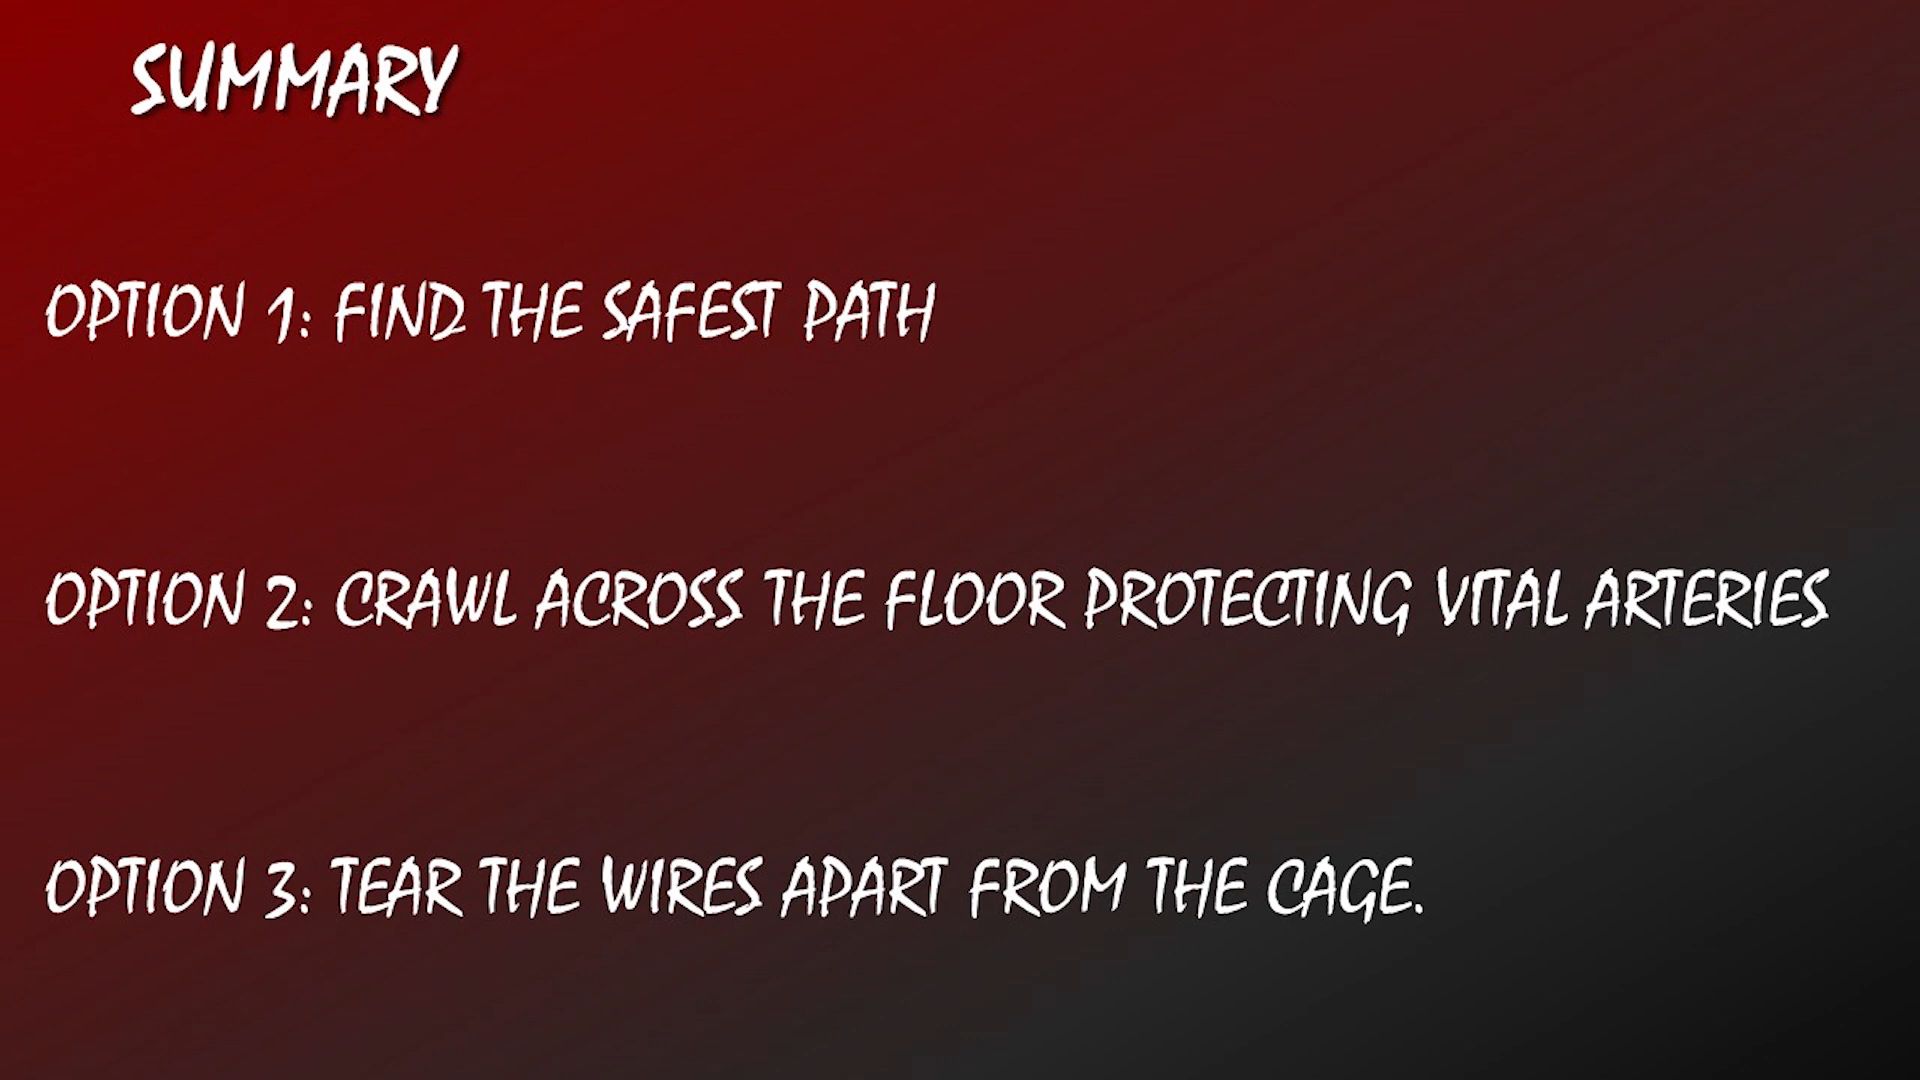 SUMMARY
OPTION 1: FIND THE SAFEST PATH
OPTION 2: CRAWL ACROSS THE FLOOR PROTECTING VITAL ARTERIES
OPTION 3: TEAR THE WIRES APART FROM THE CAGE.